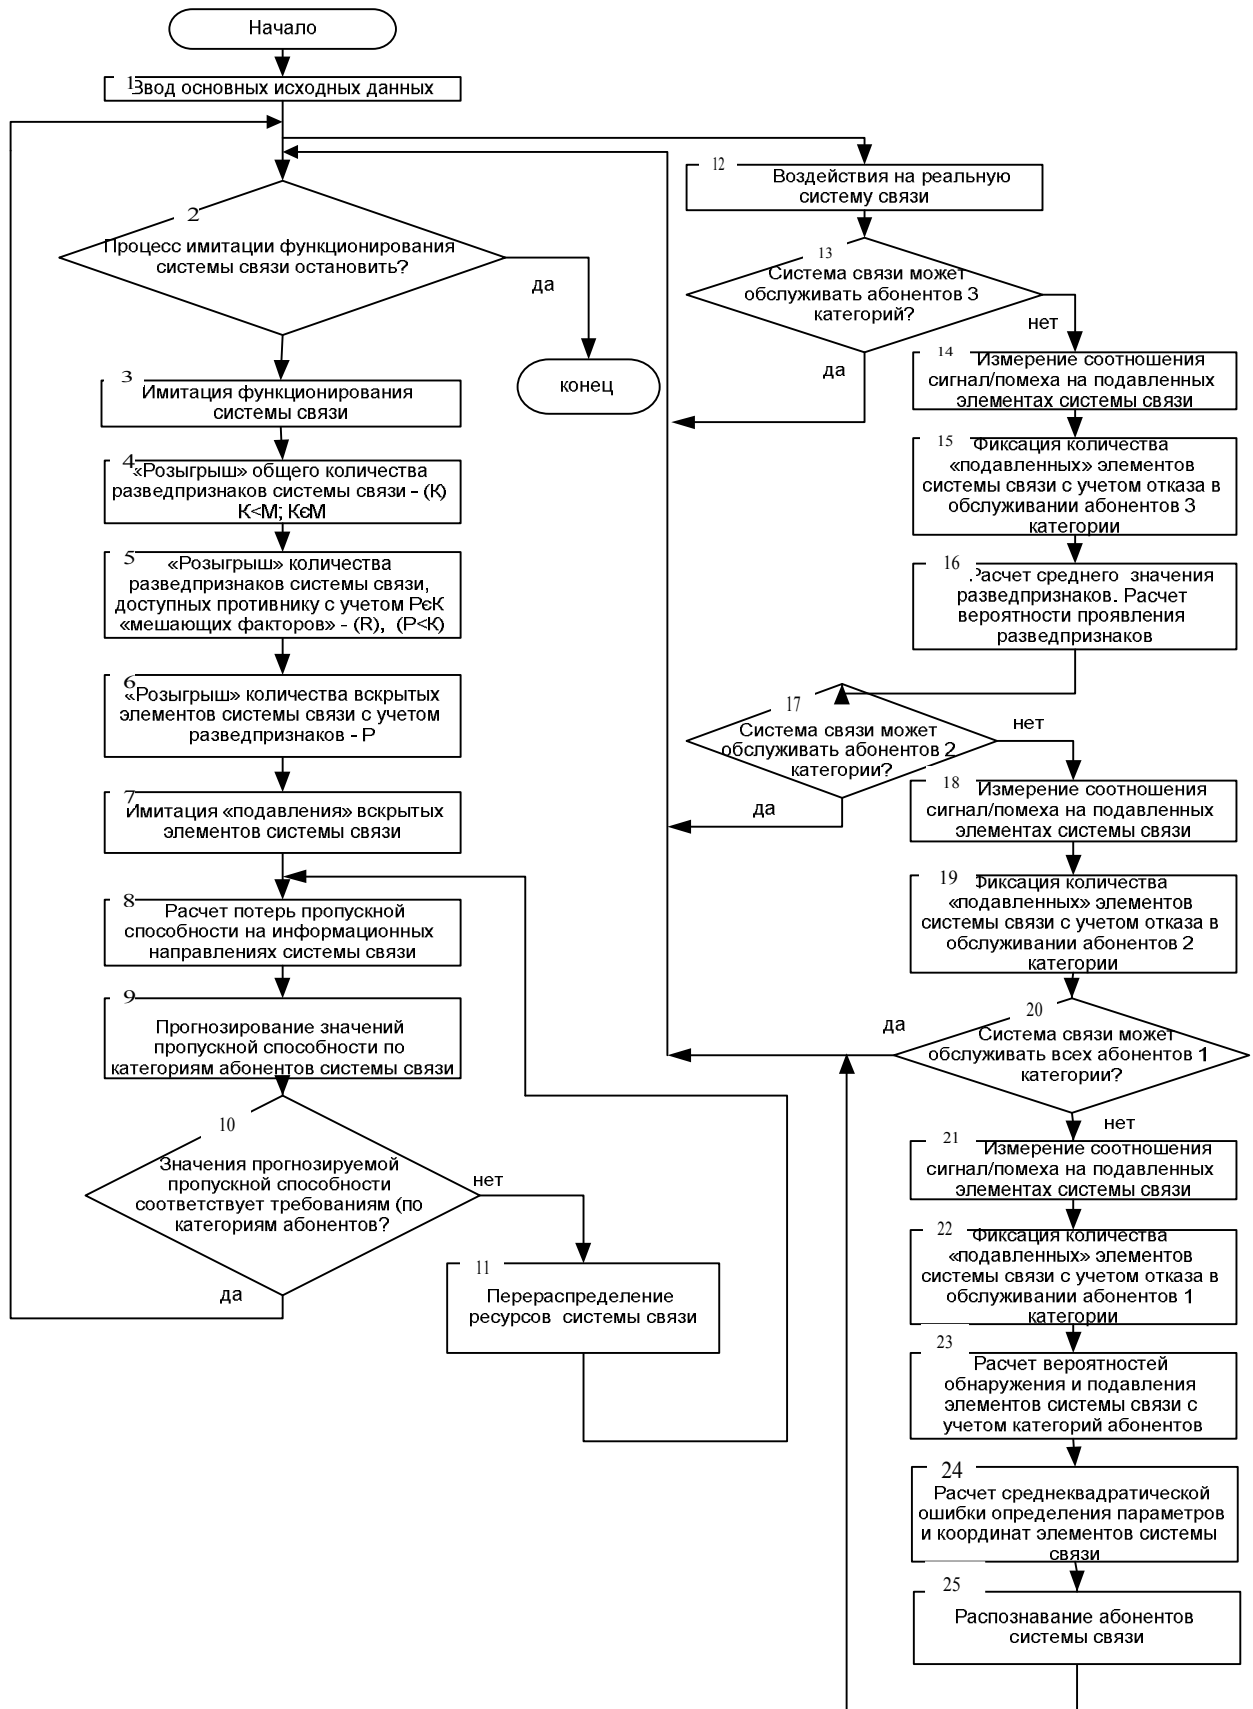 Начало
1
Ввод основных исходных данных
2
Процесс имитации функционирования
системы связи остановить?
да
конец
3
Имитация функционирования
системы связи
4
«Розыгрыш» общего количества
разведпризнаков системы связи - (К)
К<М; КєМ
5
«Розыгрыш» количества
разведпризнаков системы связи,
доступных противнику с учетом РєК
«мешающих факторов» - (R), (Р<К)
6
«Розыгрыш» количества вскрытых
элементов системы связи с учетом
разведпризнаков - Р
7
Имитация «подавления» вскрытых
элементов системы связи
8
Расчет потерь пропускной
способности на информационных
направлениях системы связи
9
Прогнозирование значений
пропускной способности по
категориям абонентов системы связи
10
Значения прогнозируемой
пропускной способности
соответствует требованиям (по
категориям абонентов?
нет
да
11
Перераспределение
ресурсов системы связи
12
Воздействия на реальную
систему связи
13
Система связи может
обслуживать абонентов 3
категорий?
нет
да
14
Измерение соотношения
сигнал/помеха на подавленных
элементах системы связи
15
Фиксация количества
«подавленных» элементов
системы связи с учетом отказа в
обслуживании абонентов 3
категории
16
Расчет среднего значения
разведпризнаков. Расчет
вероятности проявления
разведпризнаков
17
Система связи может
обслуживать абонентов 2
категории?
нет
да
18
Измерение соотношения
сигнал/помеха на подавленных
элементах системы связи
19
Фиксация количества
«подавленных» элементов
системы связи с учетом отказа в
обслуживании абонентов 2
категории
20
да
Система связи может
обслуживать всех абонентов 1
категории?
нет
21
Измерение соотношения
сигнал/помеха на подавленных
элементах системы связи
22
Фиксация количества
«подавленных» элементов
системы связи с учетом отказа в
обслуживании абонентов 1
категории
23
Расчет вероятностей
обнаружения и подавления
элементов системы связи с
учетом категорий абонентов
24
Расчет среднеквадратической
ошибки определения параметров
и координат элементов системы
связи
25
Распознавание абонентов
системы связи